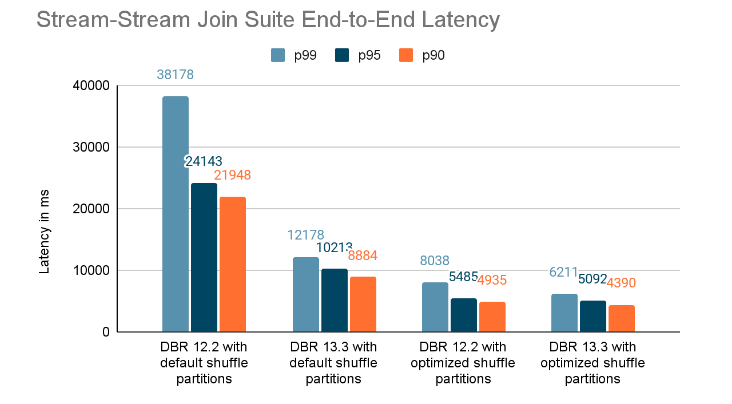 Stream-Stream Join Suite End-to-End Latency
p99 p95 p90
Latency in ms
40000
30000
20000
10000
0
38178
24143
21948
12178
10213
8884
8038
5485
4935
6211
5092
4390
DBR 12.2 with
default shuffle
partitions
DBR 13.3 with
default shuffle
partitions
DBR 12.2 with
optimized shuffle
partitions
DBR 13.3 with
optimized shuffle
partitions